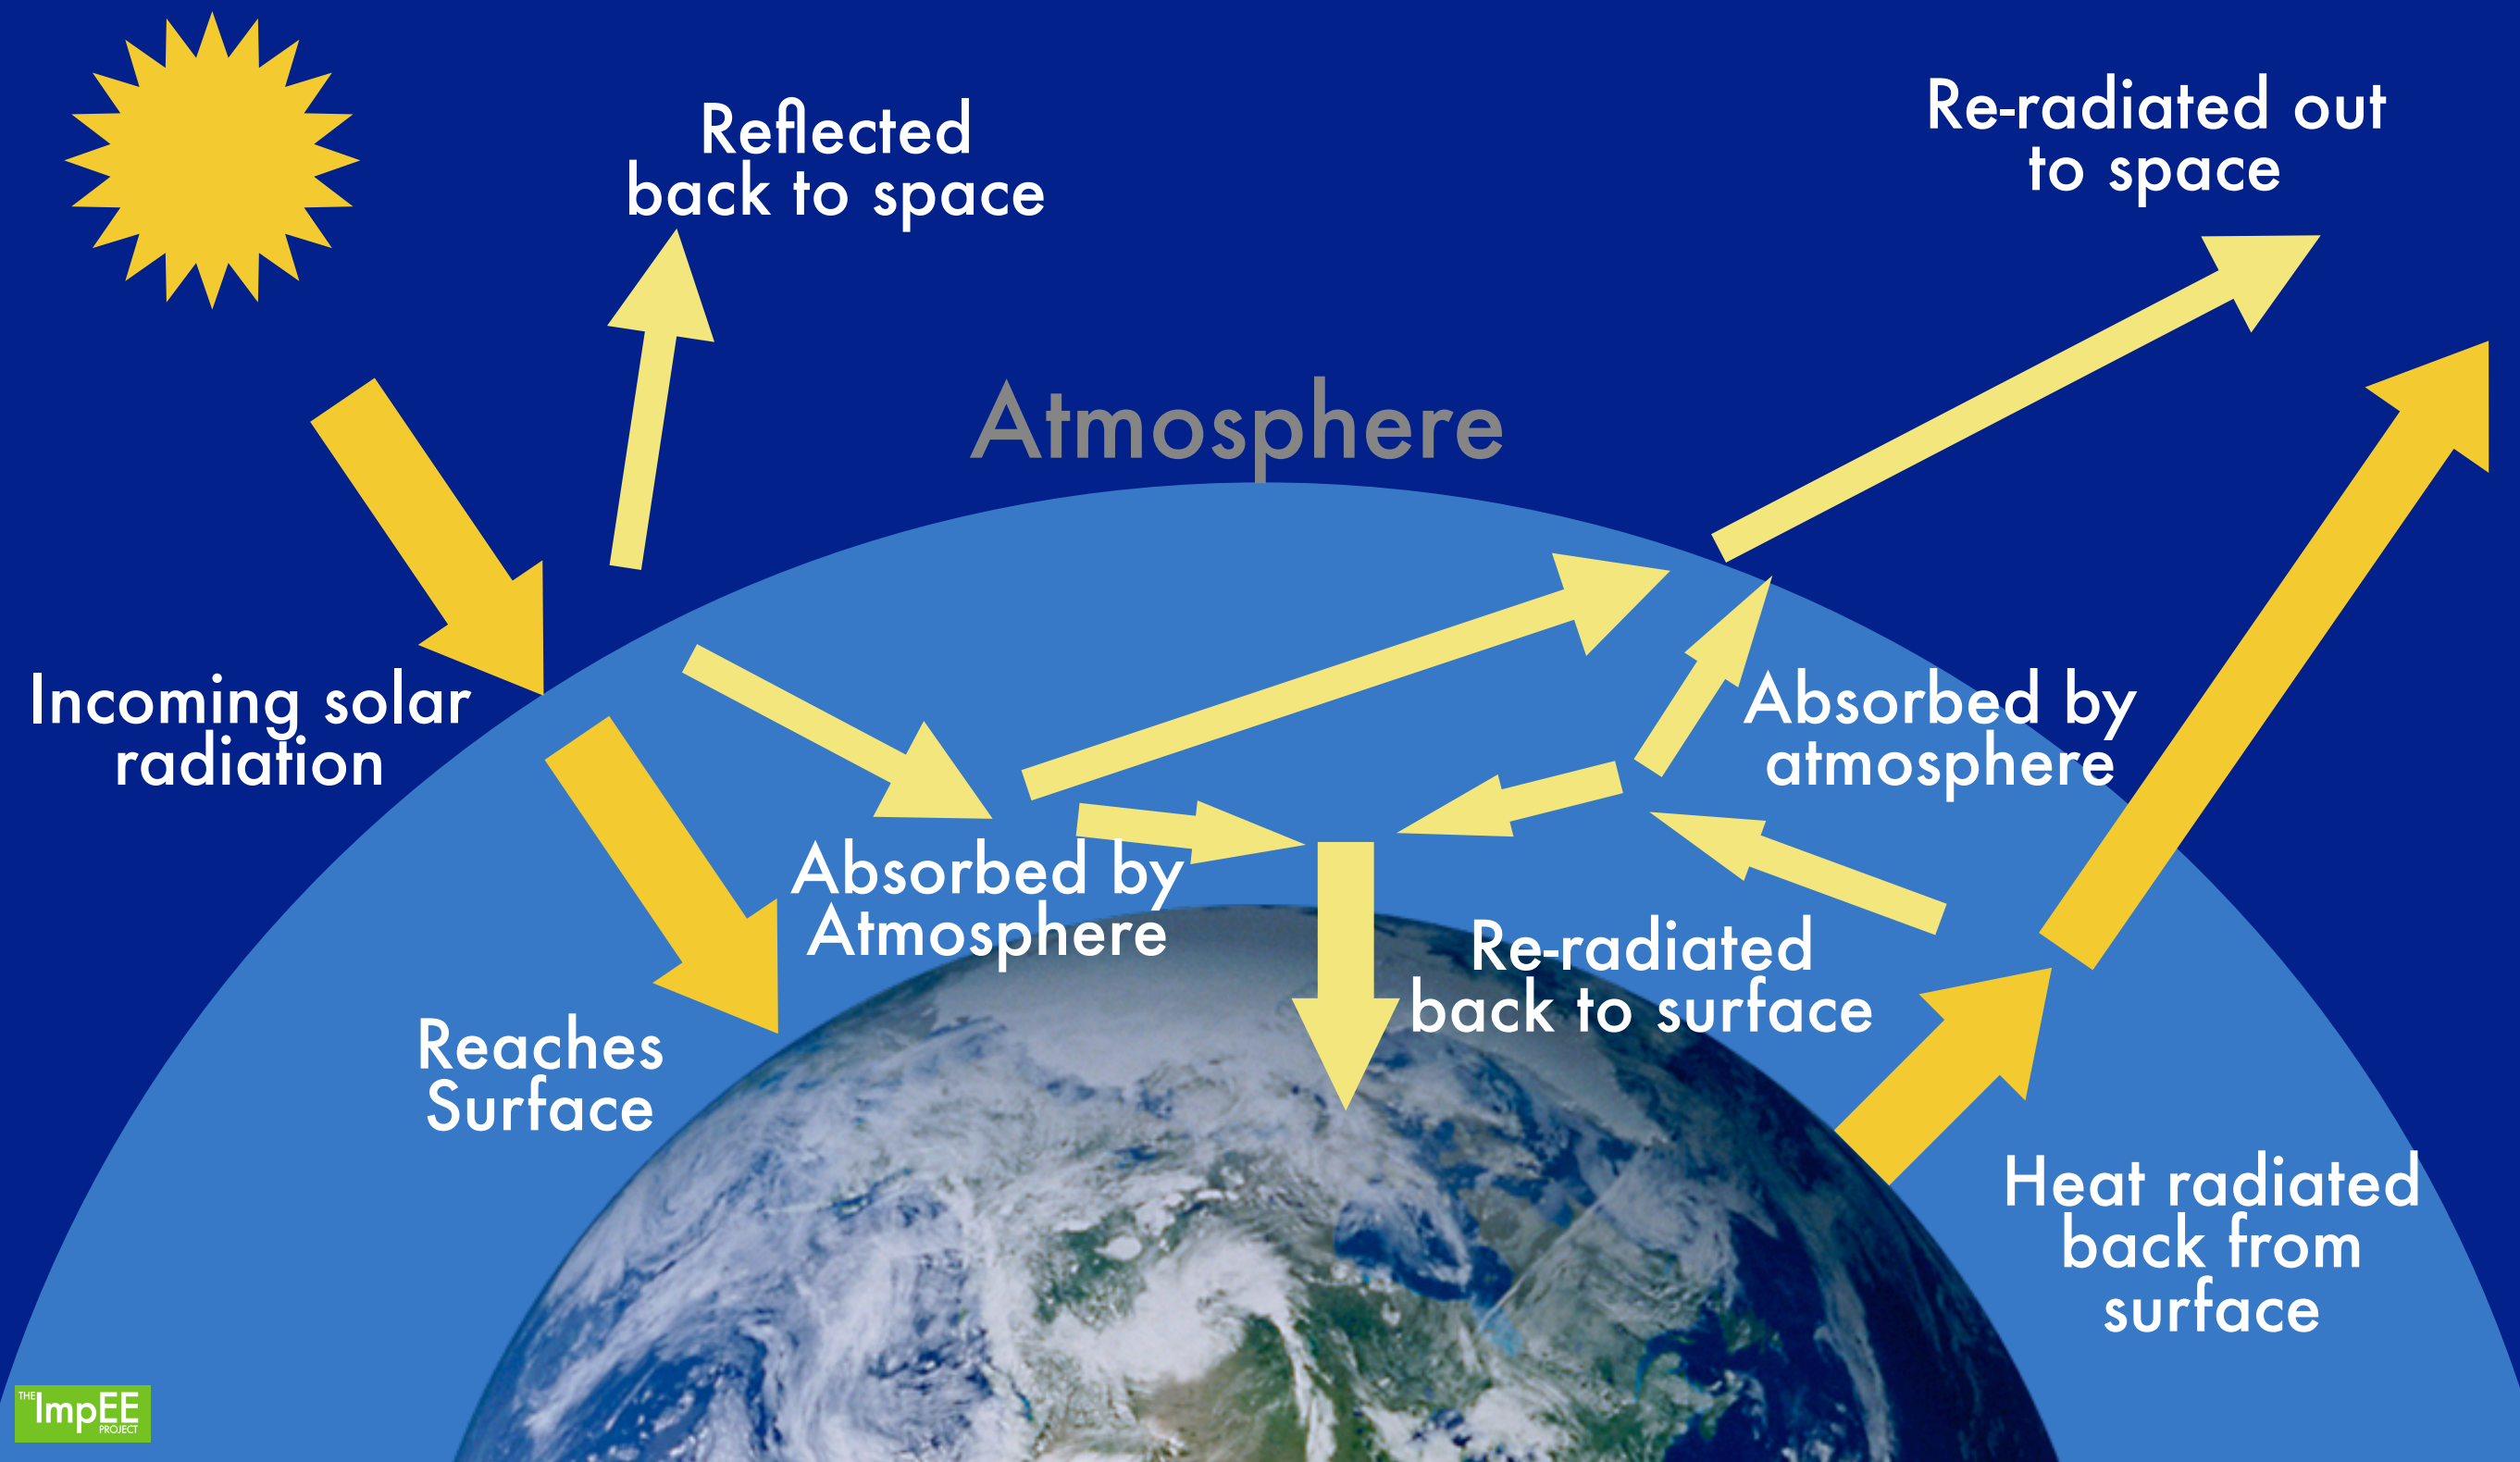 Reflected
back to space
Re-radiated out
to space
Atmosphere
Incoming solar
radiation
Absorbed by
atmosphere
Absorbed by
Atmosphere
Re-radiated
back to surface
Reaches
Surface
Heat radiated
back from
surface
THE
ImpEE
PROJECT